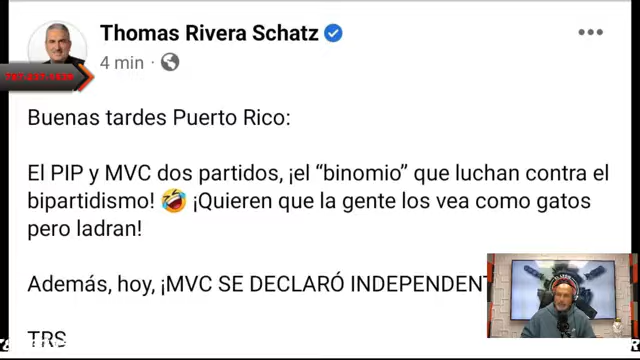 Thomas Rivera Schatz
4 min
Buenas tardes Puerto Rico:
El PIP y MVC dos partidos, ¡el “binomio” que luchan contra el
bipartidismo! 🤣 ¡Quieren que la gente los vea como gatos
pero ladran!
Además, hoy, ¡MVC SE DECLARÓ INDEPENDENT
TRS